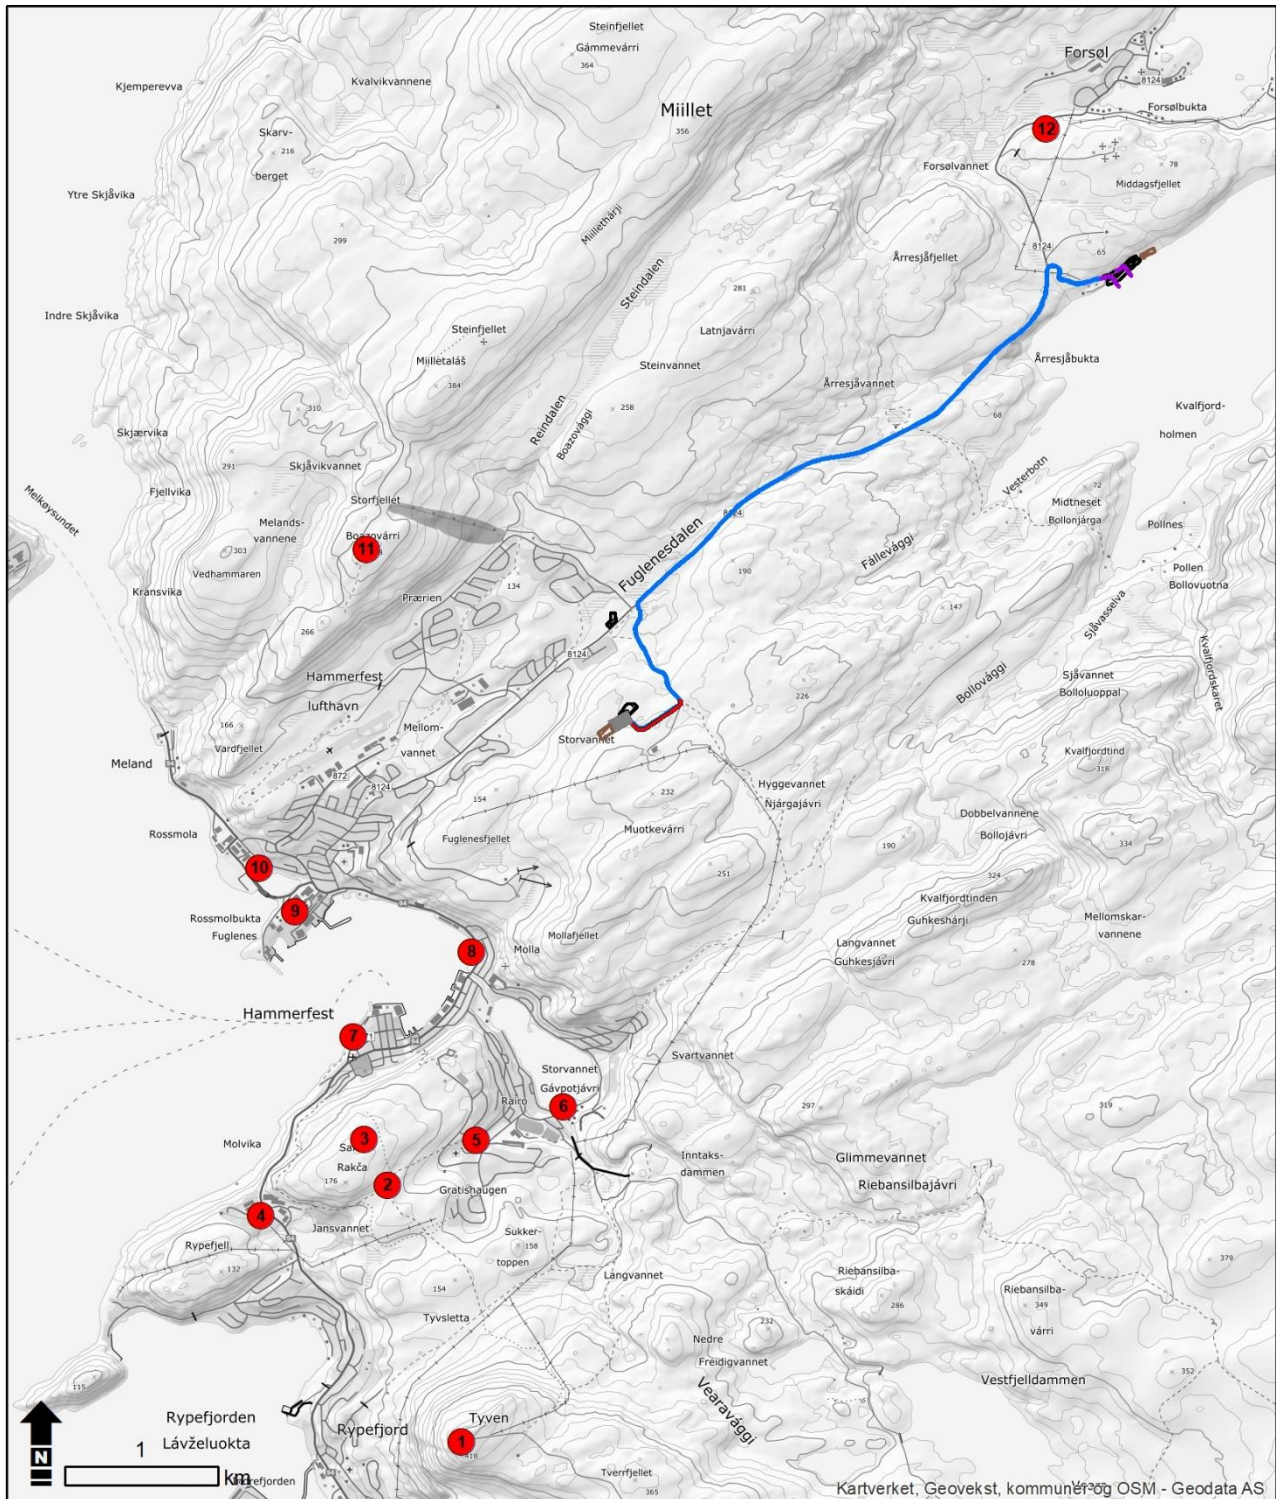 Steinfjellet
Gámmevárri
364
Forsøl
Kvalvikvannene
Kjemperevva
8124
Miillet
Forsølbukta
12
356
Skarv-
216
berget
Forsølvannet
78
Middagsfjellet
Ytre Skjåvika
Miillethárji
299
8124
65
Årresjåfjellet
Steindalen
281
Indre Skjåvika
Steinfjellet
Latnjavárri
Miilletaláš
Steinvannet
Årresjåbukta
384
Årresjåvannet
Reindalen
Boazovággi
258
310
68
Kvalfjord-
holmen
Skjærvika
291
Skjåvikvannet
Vesterbotn
72
Fjellvika
Storfjellet
Midtneset
Bollonjárga
Melkøysundet
8124
Melands-
vannene
Boazovárri
Pollnes
11
Fuglenesdalen
Fállevággi
303
Vedhammaren
134
190
Pollen
Bollovuotna
Kransvika
Prærien
147
Sjåvasselva
266
8124
Kvalfjordskaret
Hammerfest
lufthavn
Bollovággi
Sjåvannet
Bolloluoppal
226
166
Vardfjellet
Mellom-
vannet
Storvannet
Kvalfjordtind
318
Meland
872
8124
Hyggevannet
Njárgajávri
154
232
Dobbelvannene
Bollojávri
Rossmola
Fuglenesfjellet
Muotkevárri
190
334
10
251
324
Kvalfjordtinden
Guhkeshárji
9
Rossmolbukta
Fuglenes
94
Mollafjellet
Mellomskar-
vannene
8
Molla
Langvannet
Guhkesjávri
278
Hammerfest
7
94
Storvannet
Gávpotjávri
Svartvannet
6
Rairo
297
319
Molvika
3
5
Inntaks-
dammen
Glimmevannet
Riebansilbajávri
Rakča
176
2
Gratishaugen
4
Jansvannet
94
Rypefjell
132
Sukker-
158
toppen
379
Langvannet
Riebansilba-
skáidi
286
Riebansilba-
349
várri
154
Tyvsletta
232
Nedre
Freidigvannet
352
115
Vestfjelldammen
Rypefjorden
Lávželuokta
Rypefjord
Tyven
1
418
Vearavággi
N
1
km
94
Tverrfjellet
365
Kartverket, Geovekst, kommuner og OSM - Geodata AS